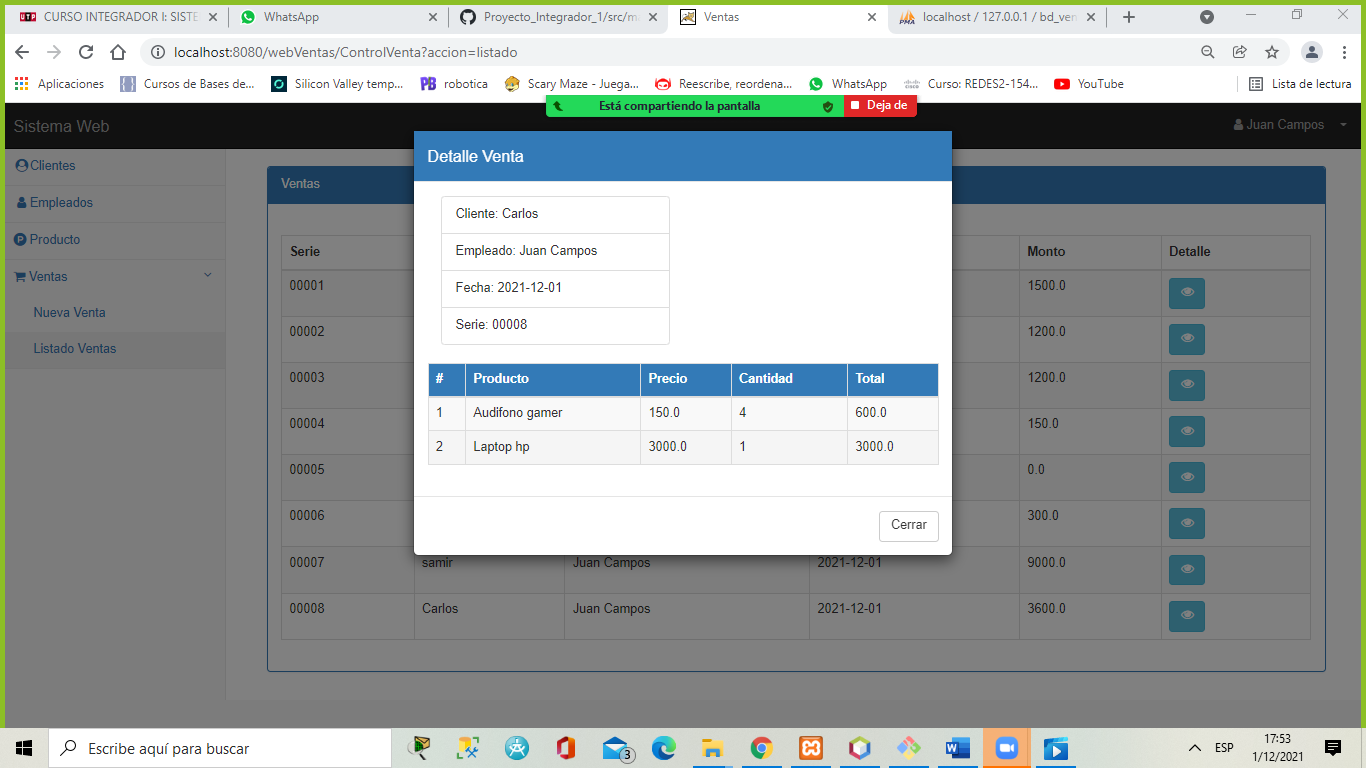 CURSO INTEGRADOR I: SISTE
WhatsApp
Proyecto_Integrador_1/src/m
Ventas
localhost / 127.0.0.1 / bd_ven
localhost:8080/webVentas/ControlVenta?accion=listado
Aplicaciones
Cursos de Bases de...
Silicon Valley temp...
robotica
Scary Maze - Juega...
Reescribe, reordena...
WhatsApp
Curso: REDES2-154...
YouTube
Lista de lectura
Está compartiendo la pantalla
Deja de
Sistema Web
Juan Campos
Clientes
Empleados
Producto
Ventas
Nueva Venta
Listado Ventas
Ventas
Detalle Venta
Cliente: Carlos
Empleado: Juan Campos
Fecha: 2021-12-01
Serie: 00008
# Producto Precio Cantidad Total
1 Audifono gamer 150.0 4 600.0
2 Laptop hp 3000.0 1 3000.0
Cerrar
Serie Monto Detalle
00001 1500.0
00002 1200.0
00003 1200.0
00004 150.0
00005 0.0
00006 300.0
00007 samir Juan Campos 2021-12-01 9000.0
00008 Carlos Juan Campos 2021-12-01 3600.0
Escribe aquí para buscar
3
ESP
17:53
1/12/2021